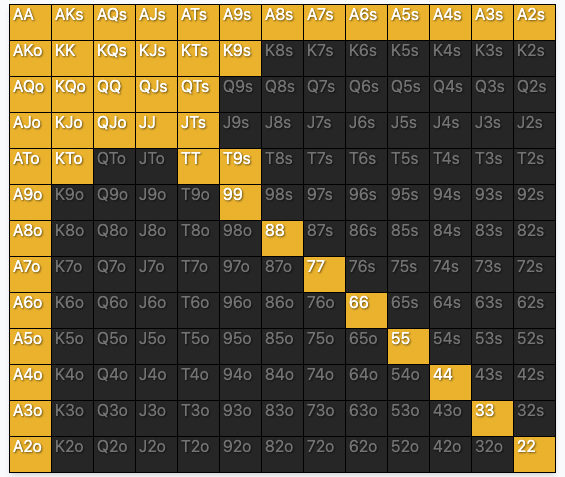 AA AKs AQs AJs ATs A9s A8s A7s A6s A5s A4s A3s A2s
AKo KK KQs KJs KTs K9s K8s K7s K6s K5s K4s K3s K2s
AQo KQo QQ QJs QTs Q9s Q8s Q7s Q6s Q5s Q4s Q3s Q2s
AJo KJo QJo JJ JTs J9s J8s J7s J6s J5s J4s J3s J2s
ATo KTo QTo JTo TT T9s T8s T7s T6s T5s T4s T3s T2s
A9o K9o Q9o J9o T9o 99 98s 97s 96s 95s 94s 93s 92s
A8o K8o Q8o J8o T8o 98o 88 87s 86s 85s 84s 83s 82s
A7o K7o Q7o J7o T7o 97o 87o 77 76s 75s 74s 73s 72s
A6o K6o Q6o J6o T6o 96o 86o 76o 66 65s 64s 63s 62s
A5o K5o Q5o J5o T5o 95o 85o 75o 65o 55 54s 53s 52s
A4o K4o Q4o J4o T4o 94o 84o 74o 64o 54o 44 43s 42s
A3o K3o Q3o J3o T3o 93o 83o 73o 63o 53o 43o 33 32s
A2o K2o Q2o J2o T2o 92o 82o 72o 62o 52o 42o 32o 22